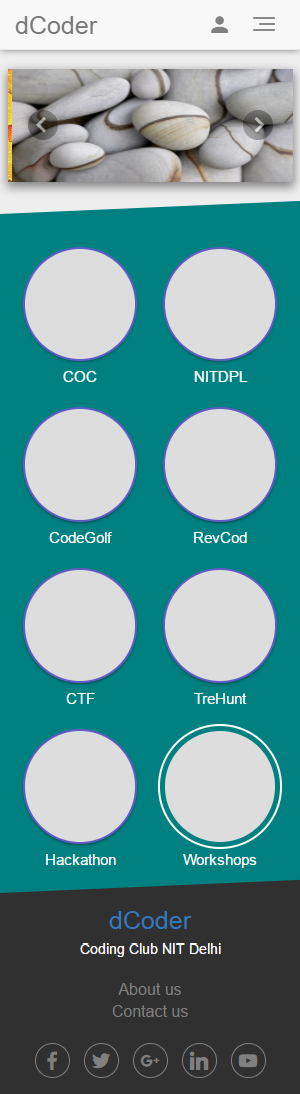 dCoder
COC
NITDPL
CodeGolf
RevCod
CTF
TreHunt
Hackathon
Workshops
dCoder
Coding Club NIT Delhi
About us
Contact us